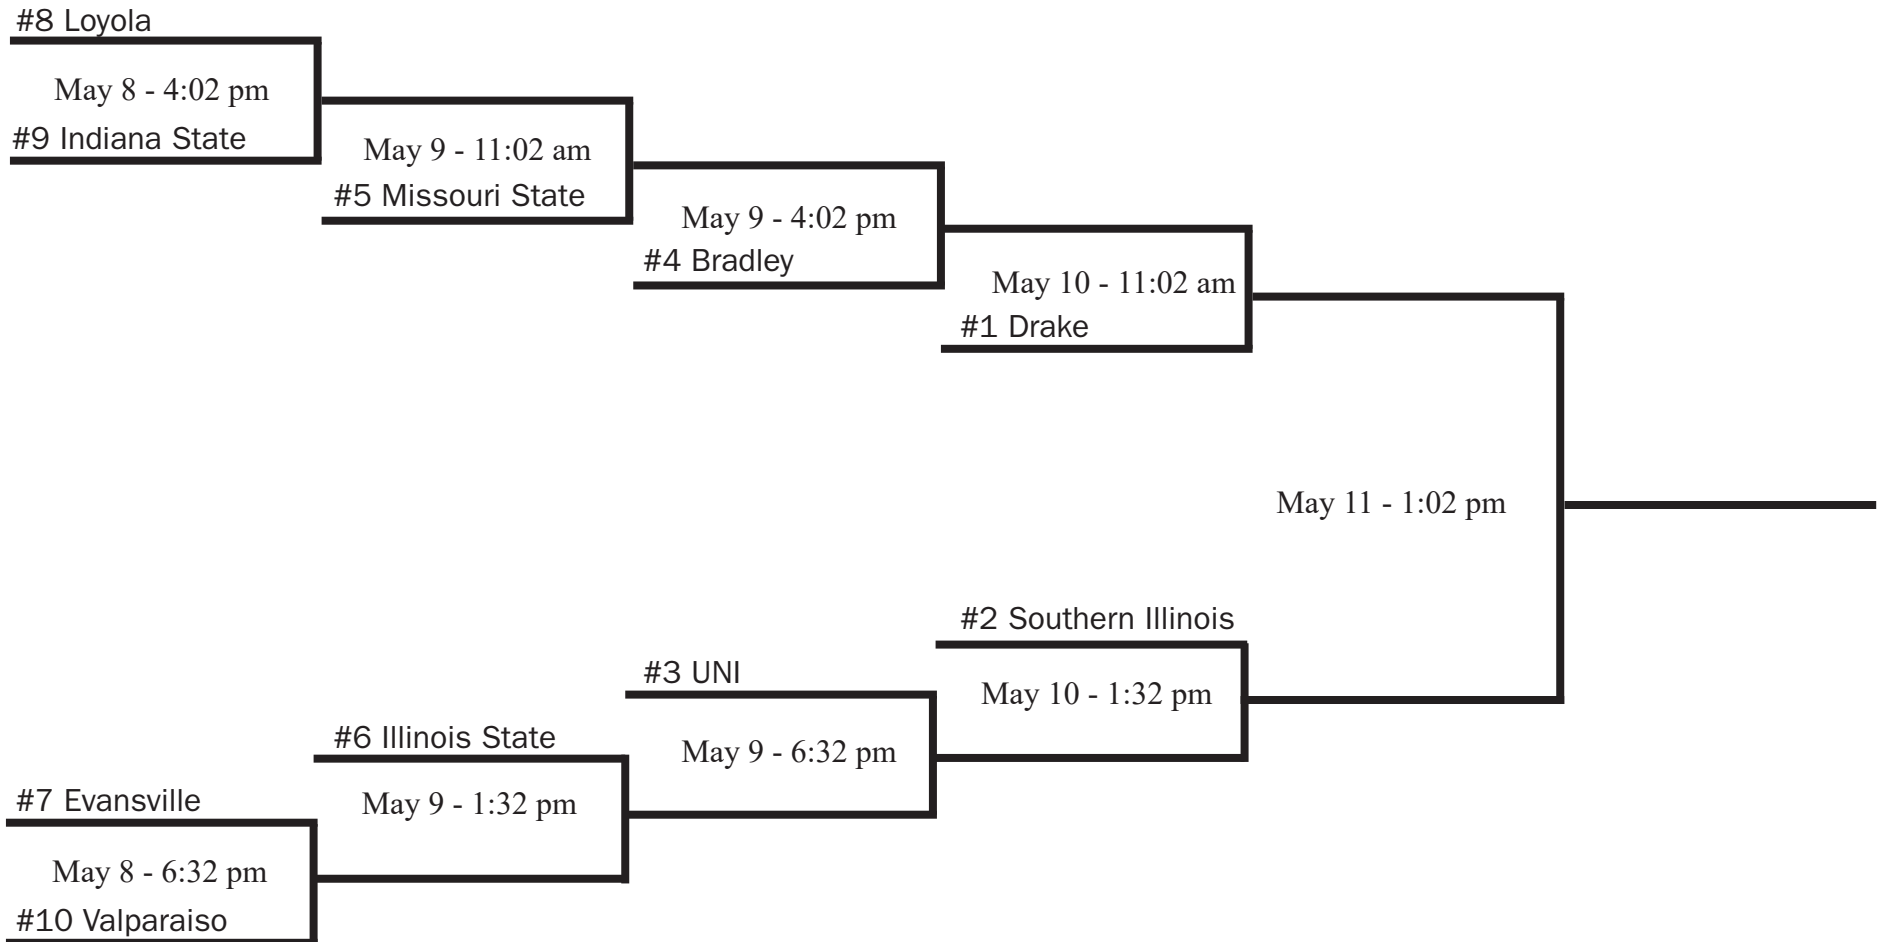 #8 Loyola
May 8 - 4:02 pm
#9 Indiana State
May 9 - 11:02 am
#5 Missouri State
May 9 - 4:02 pm
#4 Bradley
May 10 - 11:02 am
#1 Drake
May 11 - 1:02 pm
#2 Southern Illinois
May 10 - 1:32 pm
#3 UNI
May 9 - 6:32 pm
#6 Illinois State
May 9 - 1:32 pm
#7 Evansville
May 8 - 6:32 pm
#10 Valparaiso